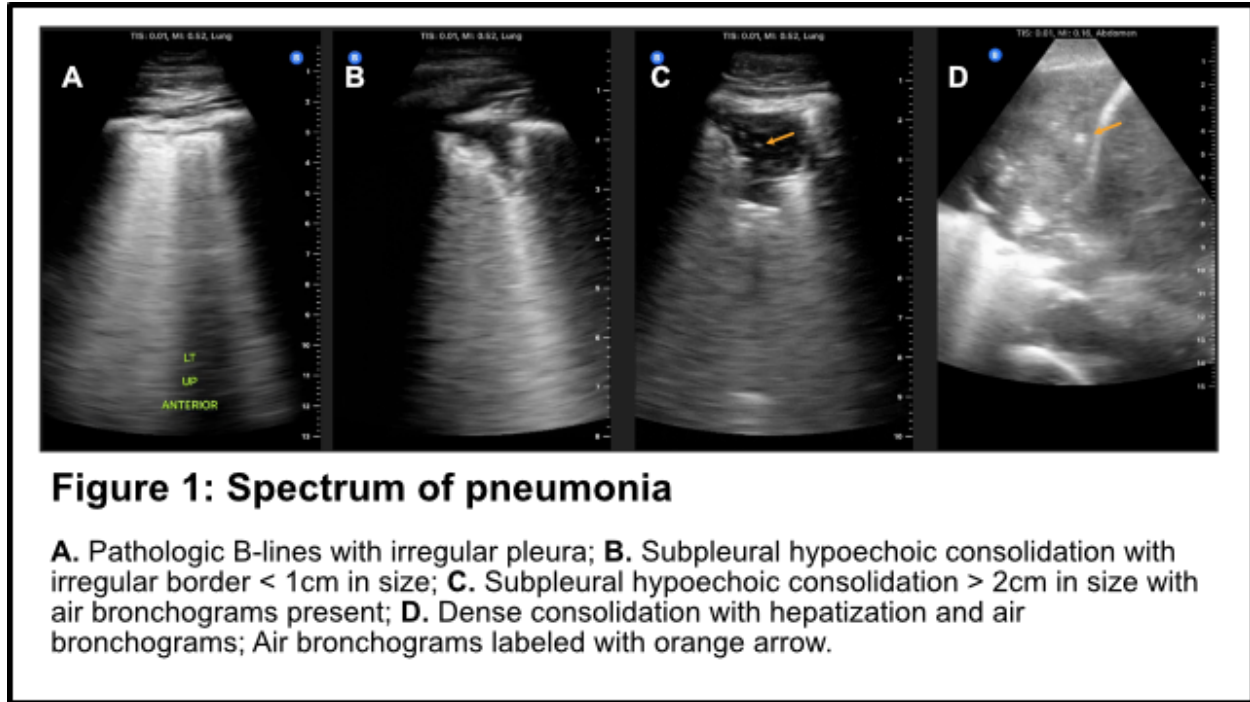 TIS: 0.01, MI: 0.52, Lung
TIS: 0.01, MI: 0.52, Lung
TIS: 0.01, MI: 0.52, Lung
TIS: 0.01, MI: 0.16, Abdomen
A
B
C
D
LT
UP
ANTERIOR
Figure 1: Spectrum of pneumonia
A. Pathologic B-lines with irregular pleura; B. Subpleural hypoechoic consolidation with
irregular border < 1cm in size; C. Subpleural hypoechoic consolidation > 2cm in size with
air bronchograms present; D. Dense consolidation with hepatization and air
bronchograms; Air bronchograms labeled with orange arrow.